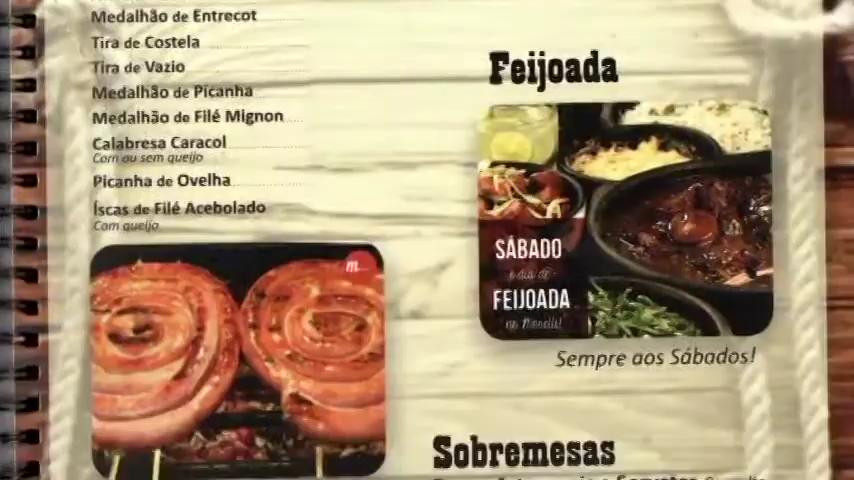 Medalhão de Entrecot
Tira de Costela
Tira de Vazio
Medalhão de Picanha
Medalhão de Filé Mignon
Calabresa Caracol
Com ou sem queijo
Picanha de Ovelha
Íscas de Filé Acebolado
Com queijo
m
Feijoada
SÁBADO
é dia de
FEIJOADA
Sempre aos Sábados!
Sobremesas